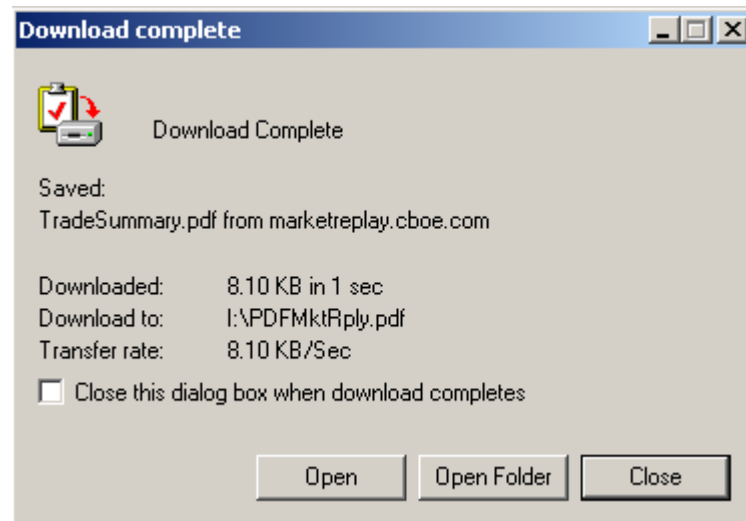 Download complete
Download Complete
Saved:
TradeSummary.pdf from marketreplay.cboe.com
Downloaded: 8.10 KB in 1 sec
Download to: I:\PDFMktRply.pdf
Transfer rate: 8.10 KB/Sec
Close this dialog box when download completes
Open Open Folder Close